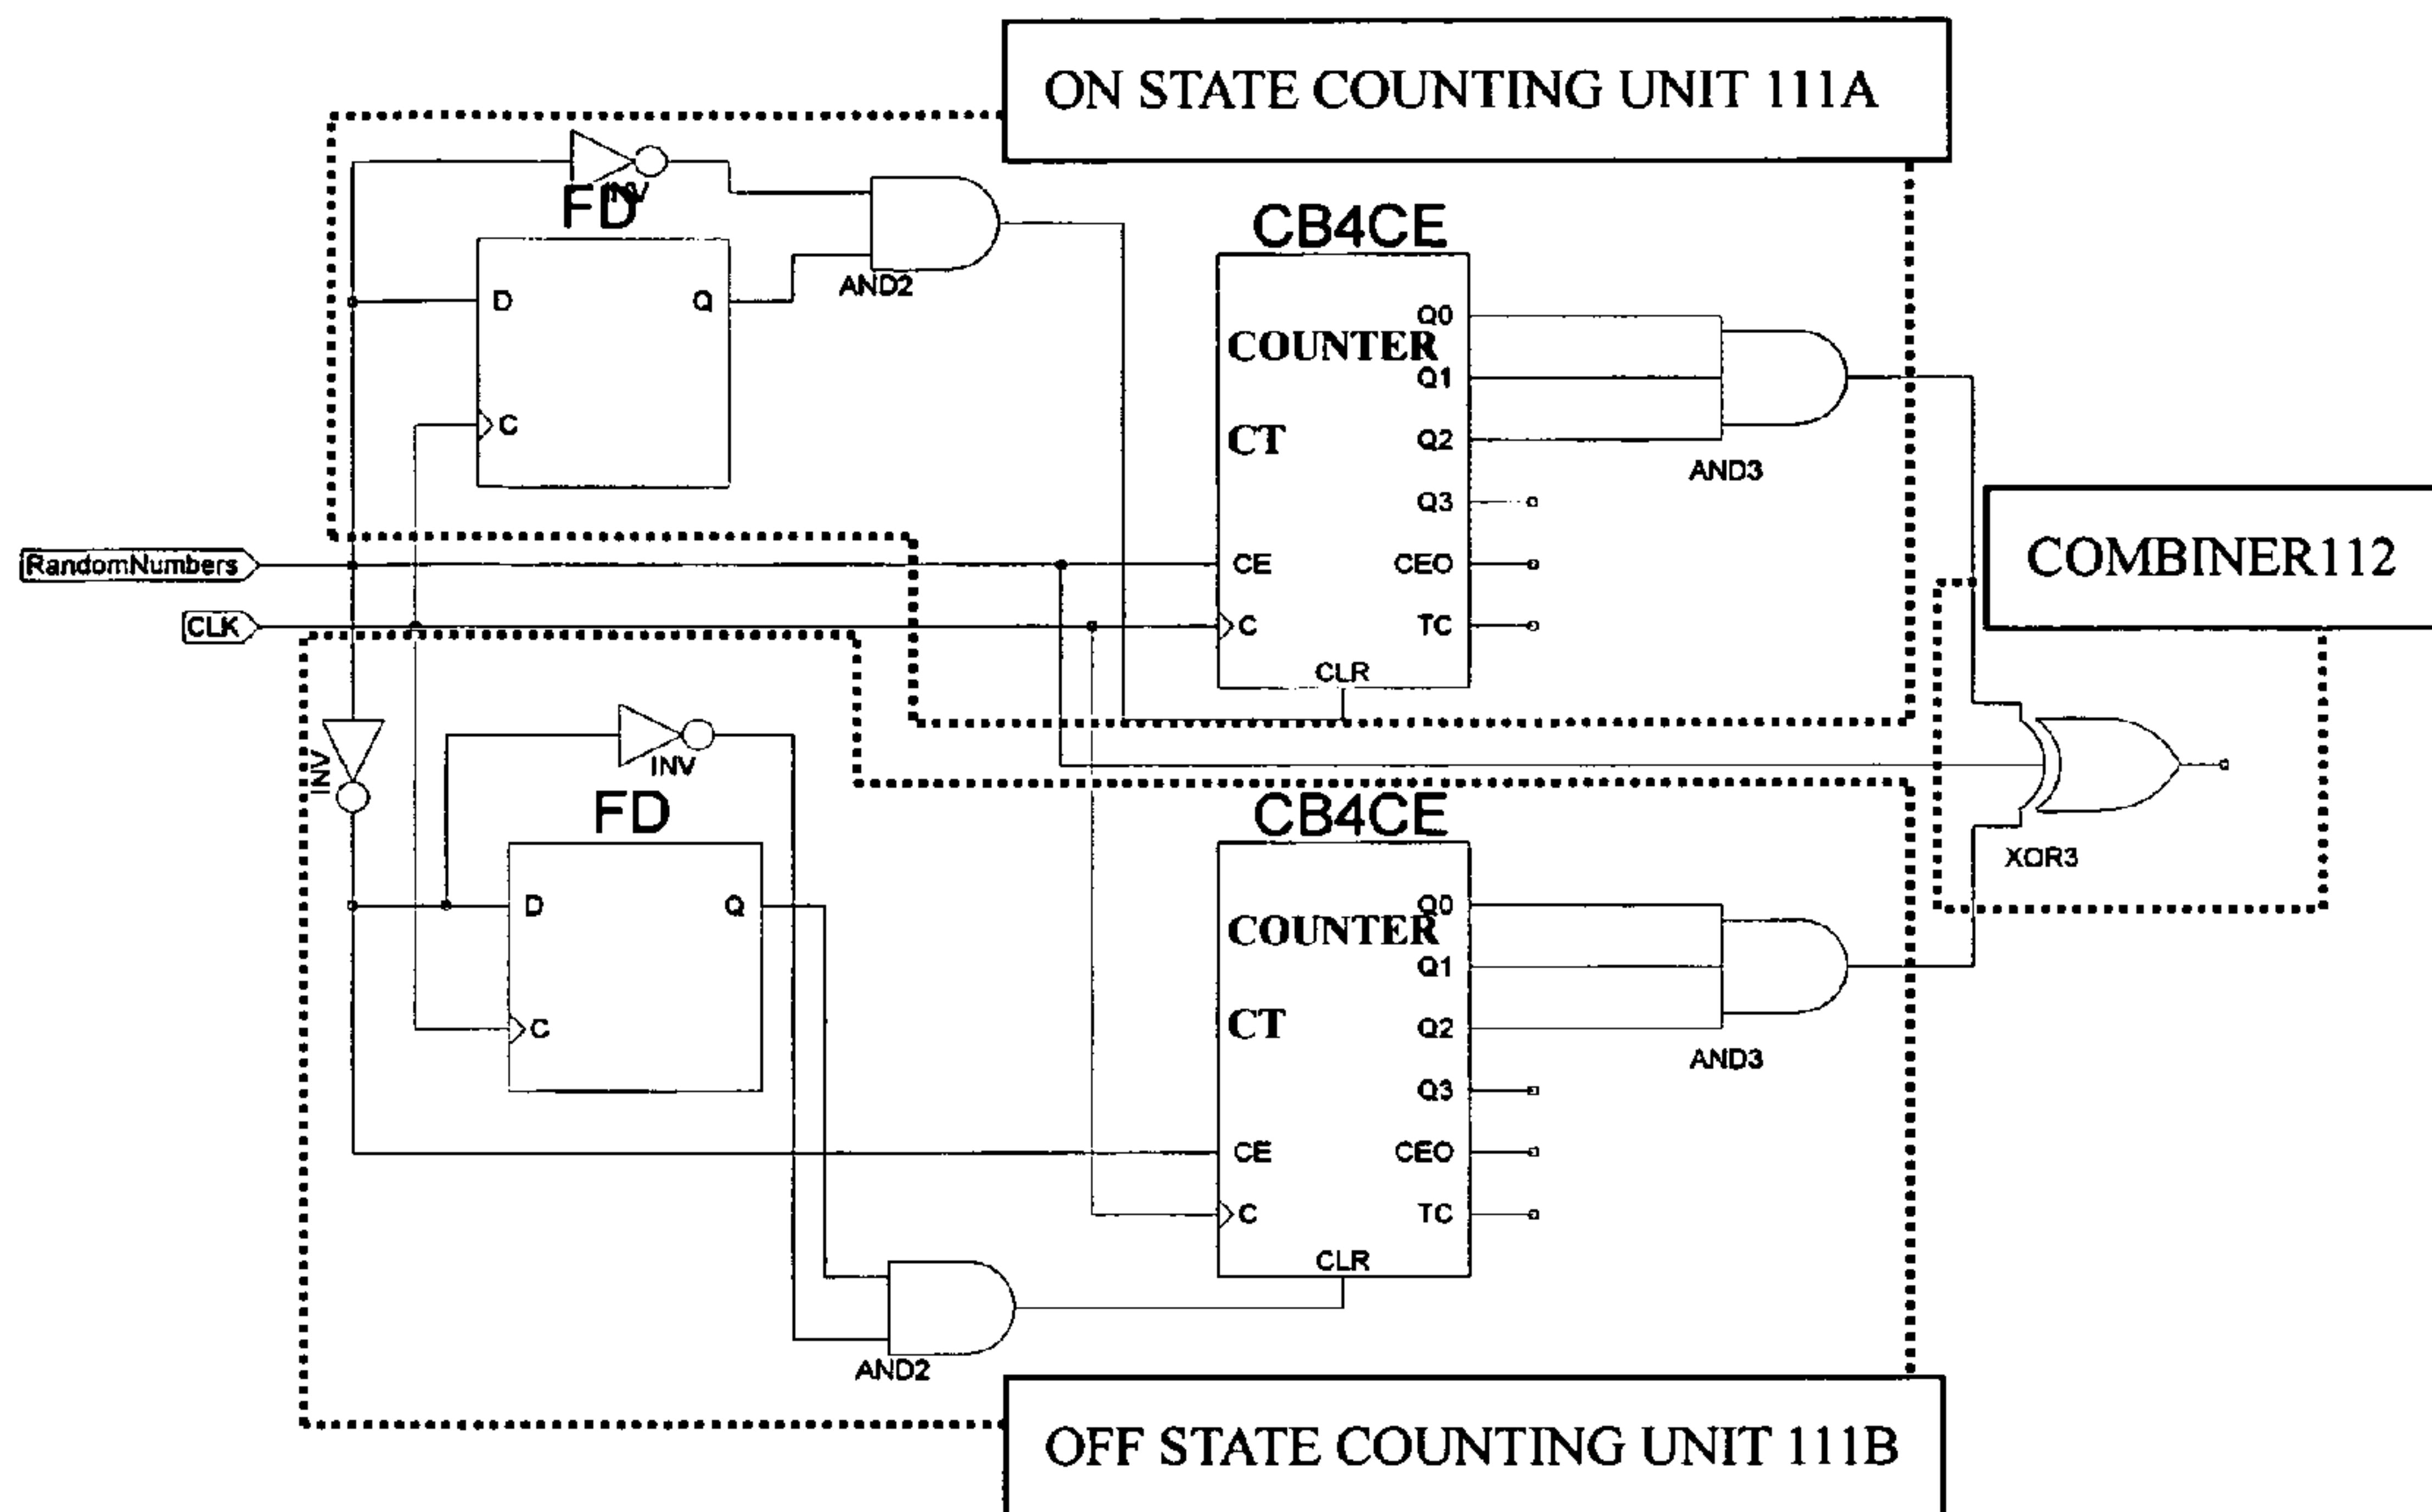 ON STATE COUNTING UNIT 111A
INV
FD
D
Q
C
AND2
CB4CE
COUNTER
CT
Q0
Q1
Q2
Q3
CE
CEO
C
TC
CLR
AND3
RandomNumbers
CLK
COMBINER112
XOR3
INV
INV
FD
D
Q
C
AND2
CB4CE
COUNTER
CT
Q0
Q1
Q2
Q3
CE
CEO
C
TC
CLR
AND3
OFF STATE COUNTING UNIT 111B